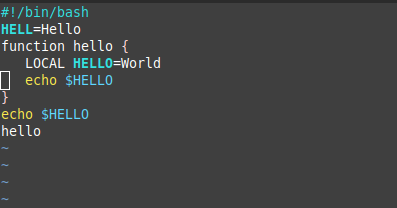 #!/bin/bash
HELL=Hello
function hello {
   LOCAL HELLO=World
   echo $HELLO
}
echo $HELLO
hello
~
~
~
~